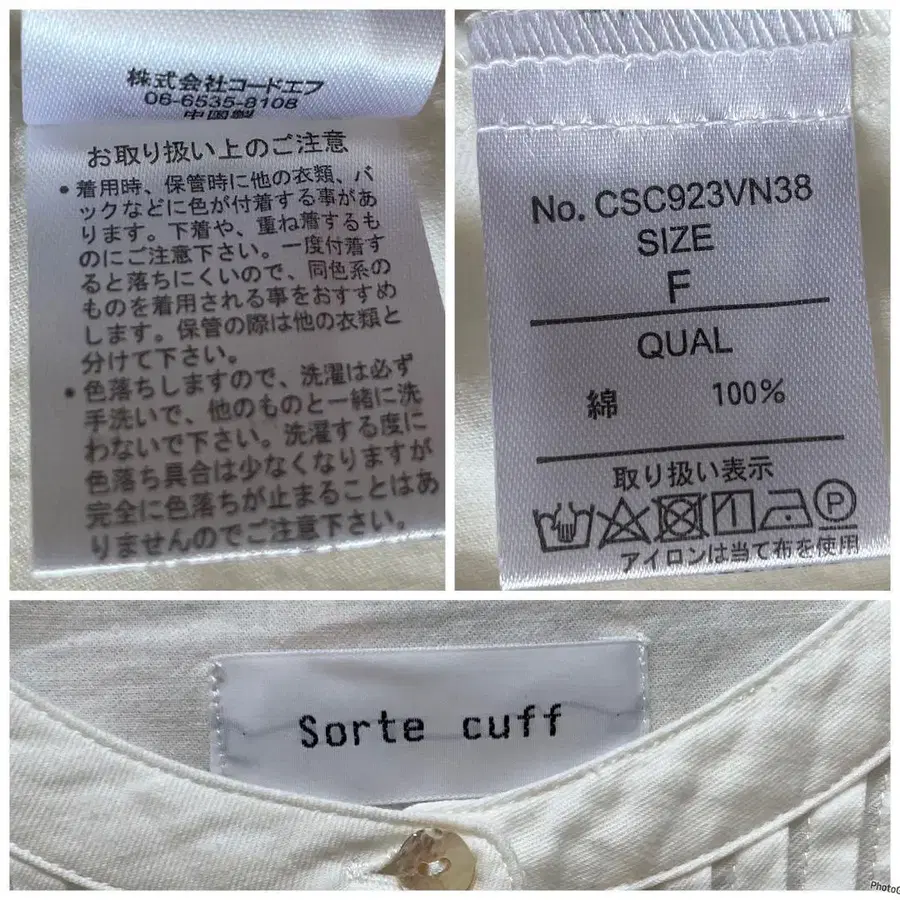 株式会社コードエフ
06-6535-8108
中国製
お取り扱い上のご注意
• 着用時、保管時に他の衣類、バ
ックなどに色が付着する事があ
ります。下着や、重ね着するも
のにご注意下さい。一度付着す
ると落ちにくいので、同色系の
ものを着用される事をおすすめ
します。保管の際は他の衣類と
分けて下さい。
• 色落ちしますので、洗濯は必ず
手洗いで、他のものと一緒に洗
わないで下さい。洗濯する度に
色落ち具合は少なくなりますが
完全に色落ちが止まることはあ
りませんのでご注意下さい。
No. CSC923VN38
SIZE
F
QUAL
綿 100%
取り扱い表示
P
アイロンは当て布を使用
Sorte cuff
PhotoG